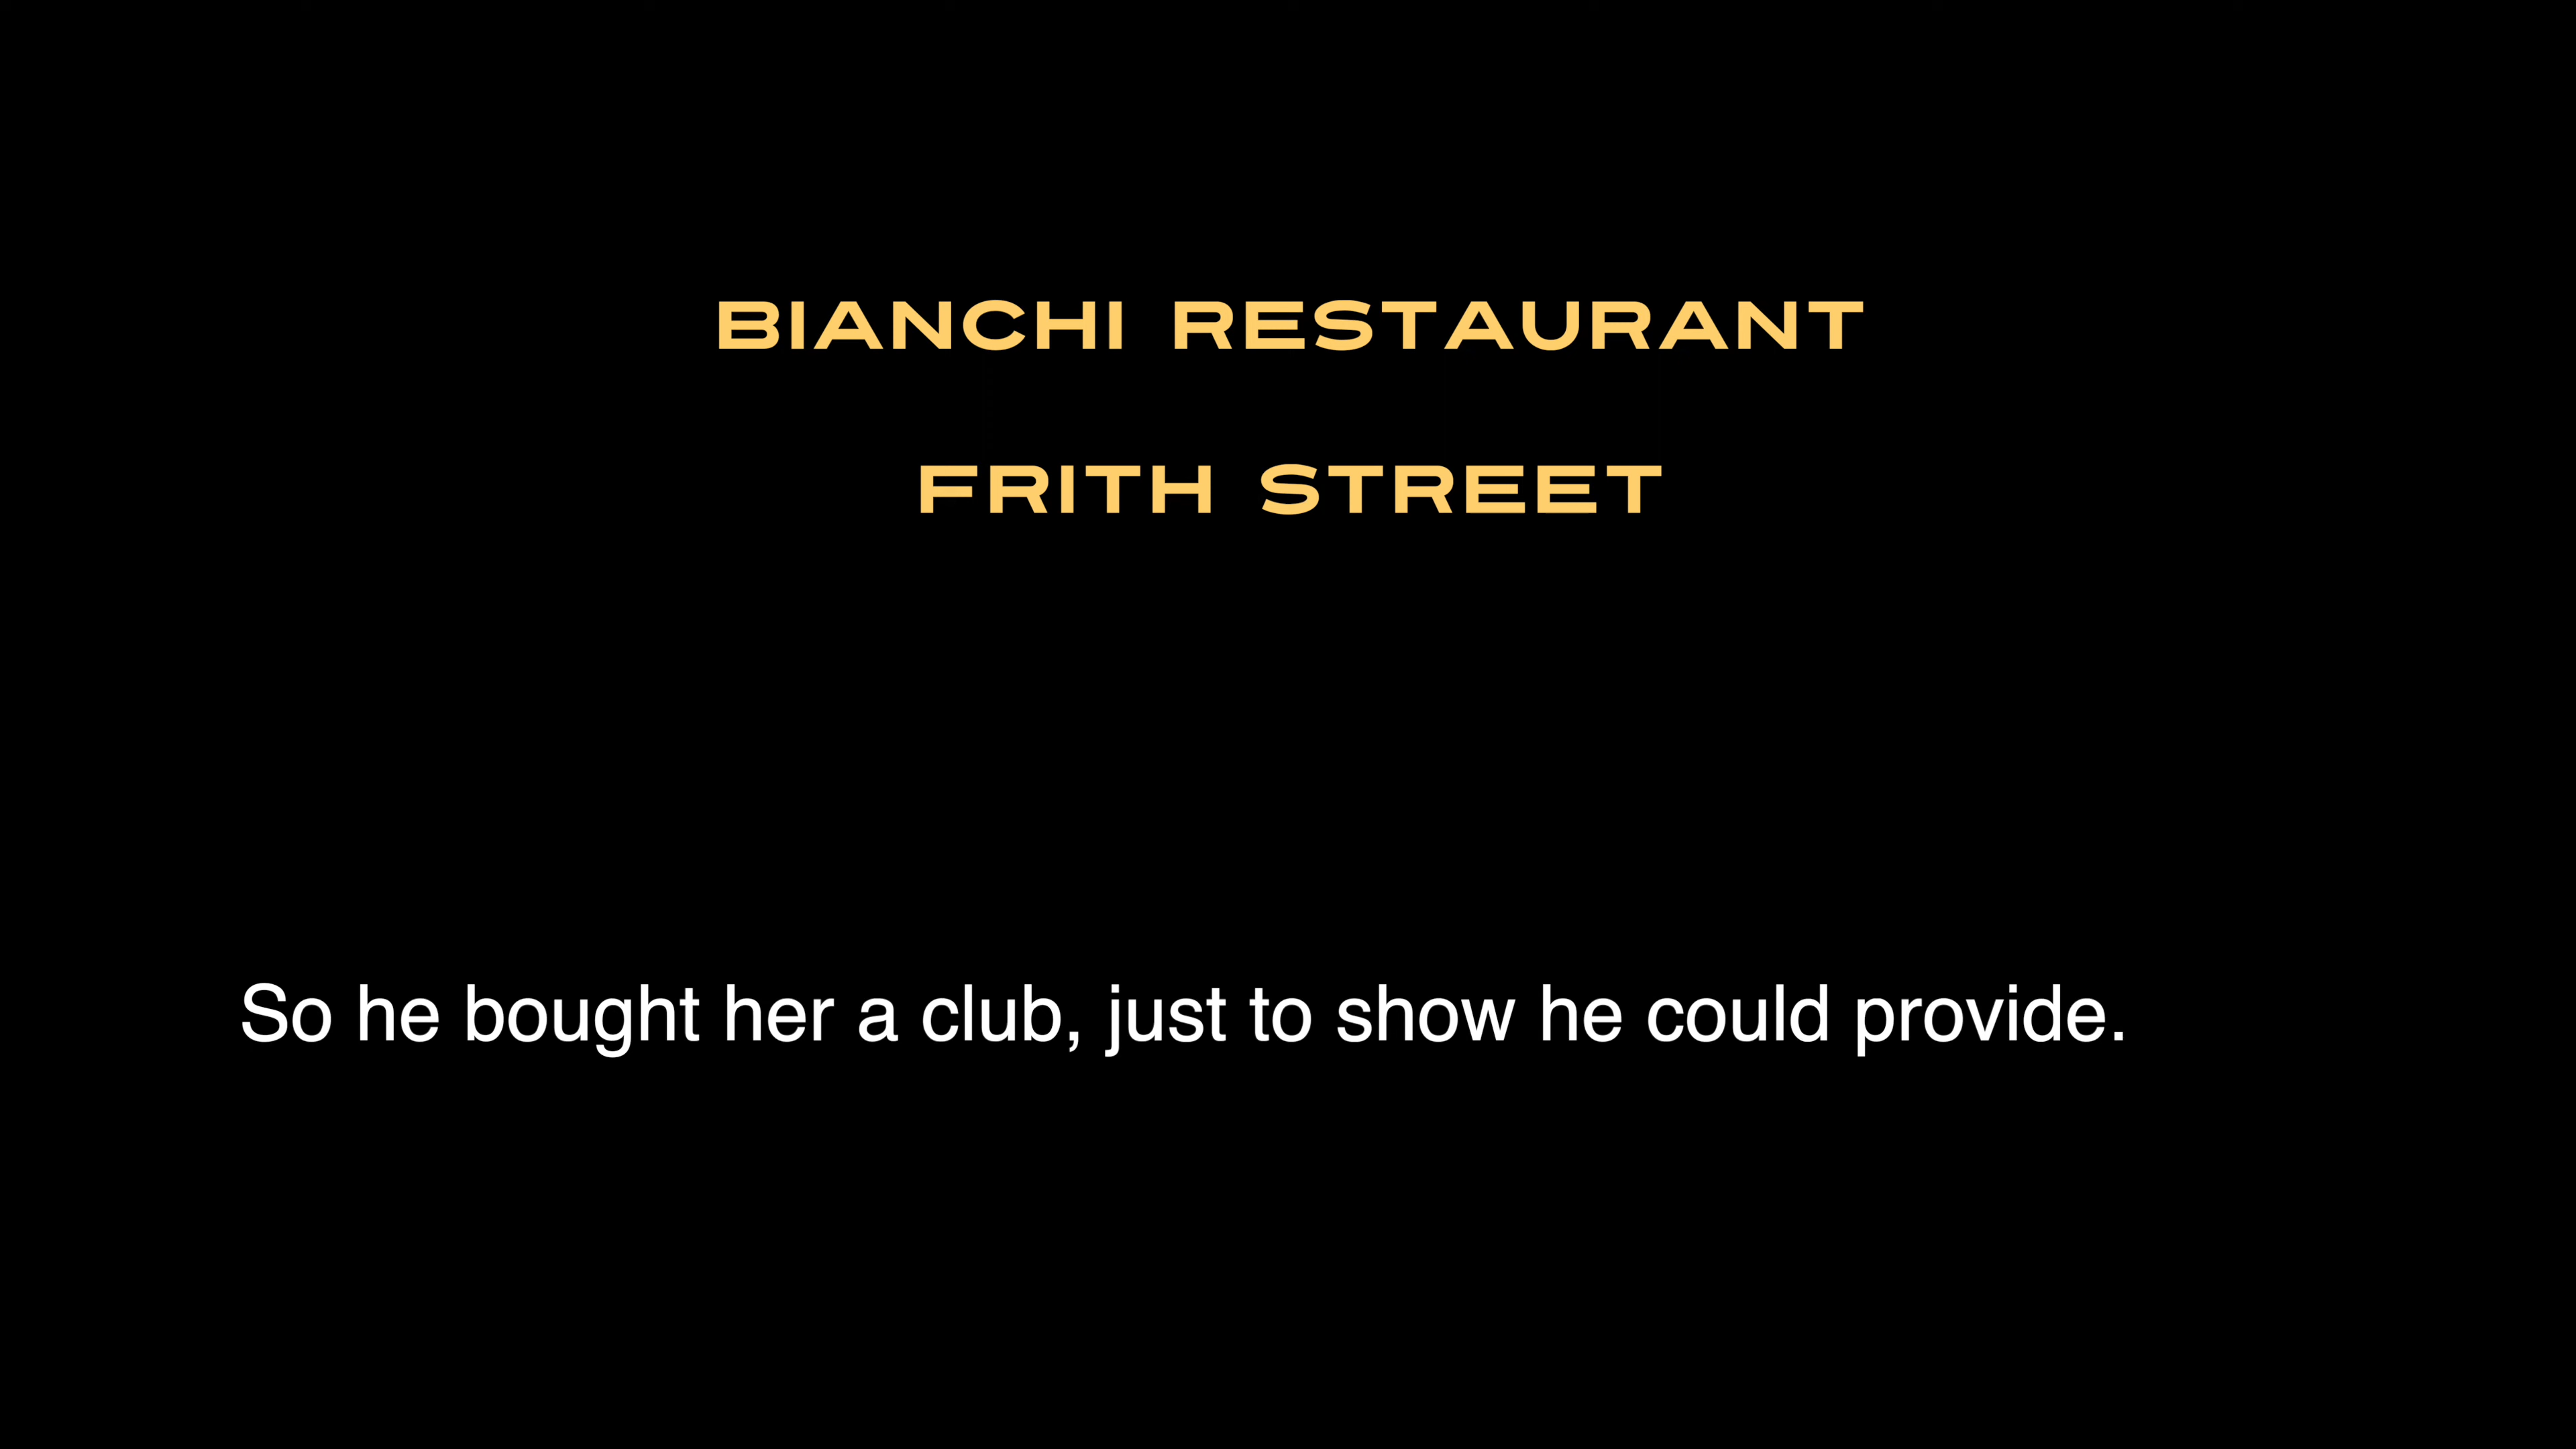 BIANCHI RESTAURANT
FRITH STREET
So he bought her a club, just to show he could provide.